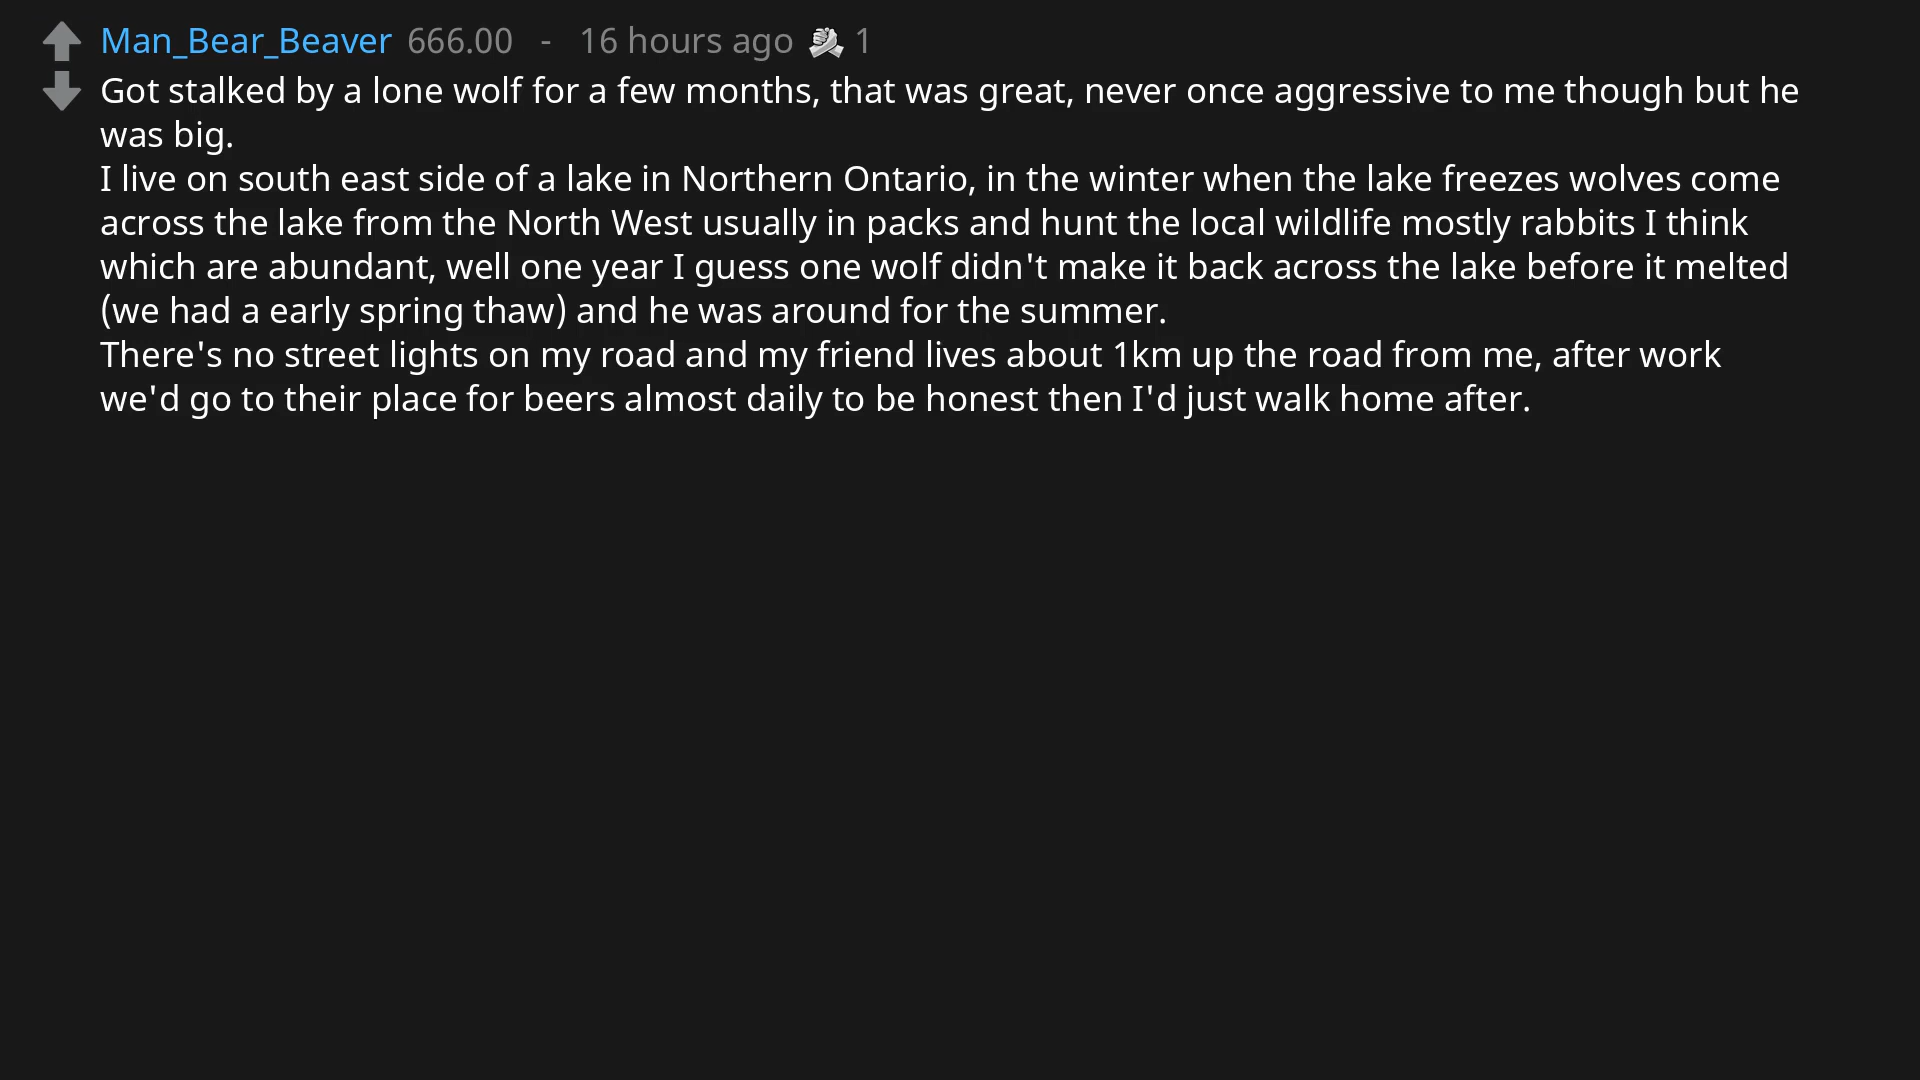 Man_Bear_Beaver 666.00 - 16 hours ago 1
Got stalked by a lone wolf for a few months, that was great, never once aggressive to me though but he
was big.
I live on south east side of a lake in Northern Ontario, in the winter when the lake freezes wolves come
across the lake from the North West usually in packs and hunt the local wildlife mostly rabbits I think
which are abundant, well one year I guess one wolf didn't make it back across the lake before it melted
(we had a early spring thaw) and he was around for the summer.
There's no street lights on my road and my friend lives about 1km up the road from me, after work
we'd go to their place for beers almost daily to be honest then I'd just walk home after.